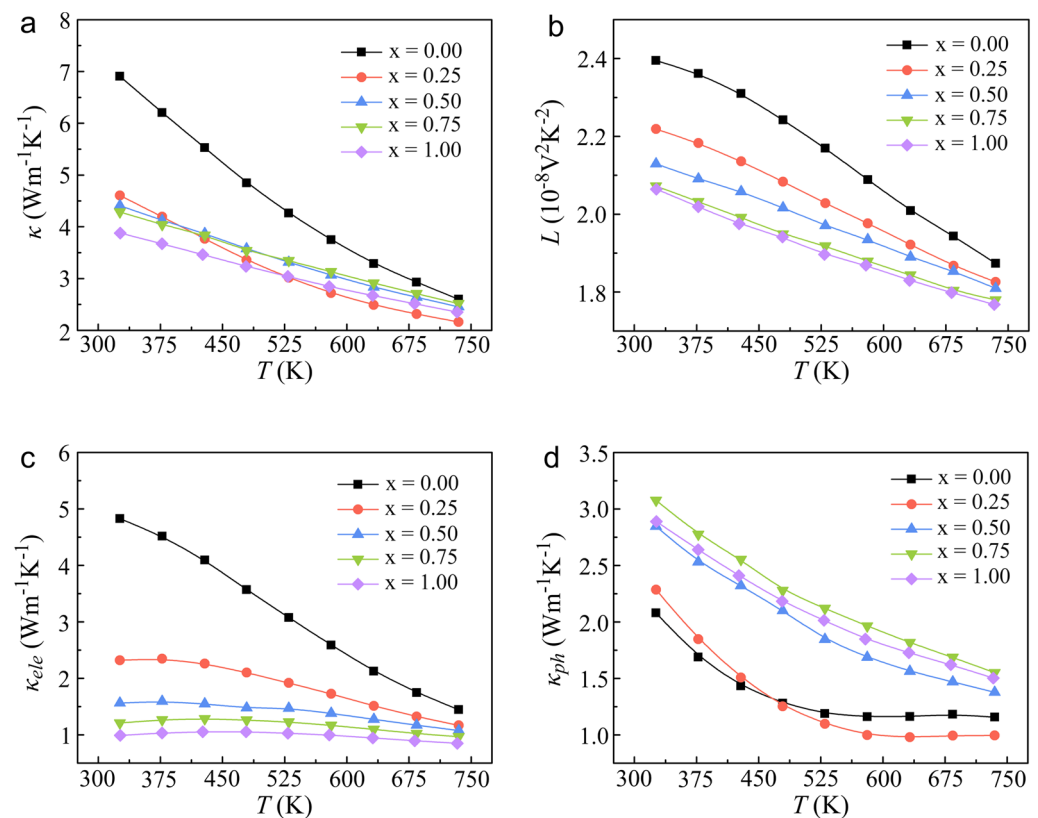 a
κ (Wm⁻¹K⁻¹)
8
7
6
5
4
3
2
x = 0.00
x = 0.25
x = 0.50
x = 0.75
x = 1.00
300 375 450 525 600 675 750
T (K)
b
L (10⁻⁸V²K⁻²)
2.4
2.2
2.0
1.8
x = 0.00
x = 0.25
x = 0.50
x = 0.75
x = 1.00
300 375 450 525 600 675 750
T (K)
c
κele (Wm⁻¹K⁻¹)
6
5
4
3
2
1
x = 0.00
x = 0.25
x = 0.50
x = 0.75
x = 1.00
300 375 450 525 600 675 750
T (K)
d
κph (Wm⁻¹K⁻¹)
3.5
3.0
2.5
2.0
1.5
1.0
x = 0.00
x = 0.25
x = 0.50
x = 0.75
x = 1.00
300 375 450 525 600 675 750
T (K)